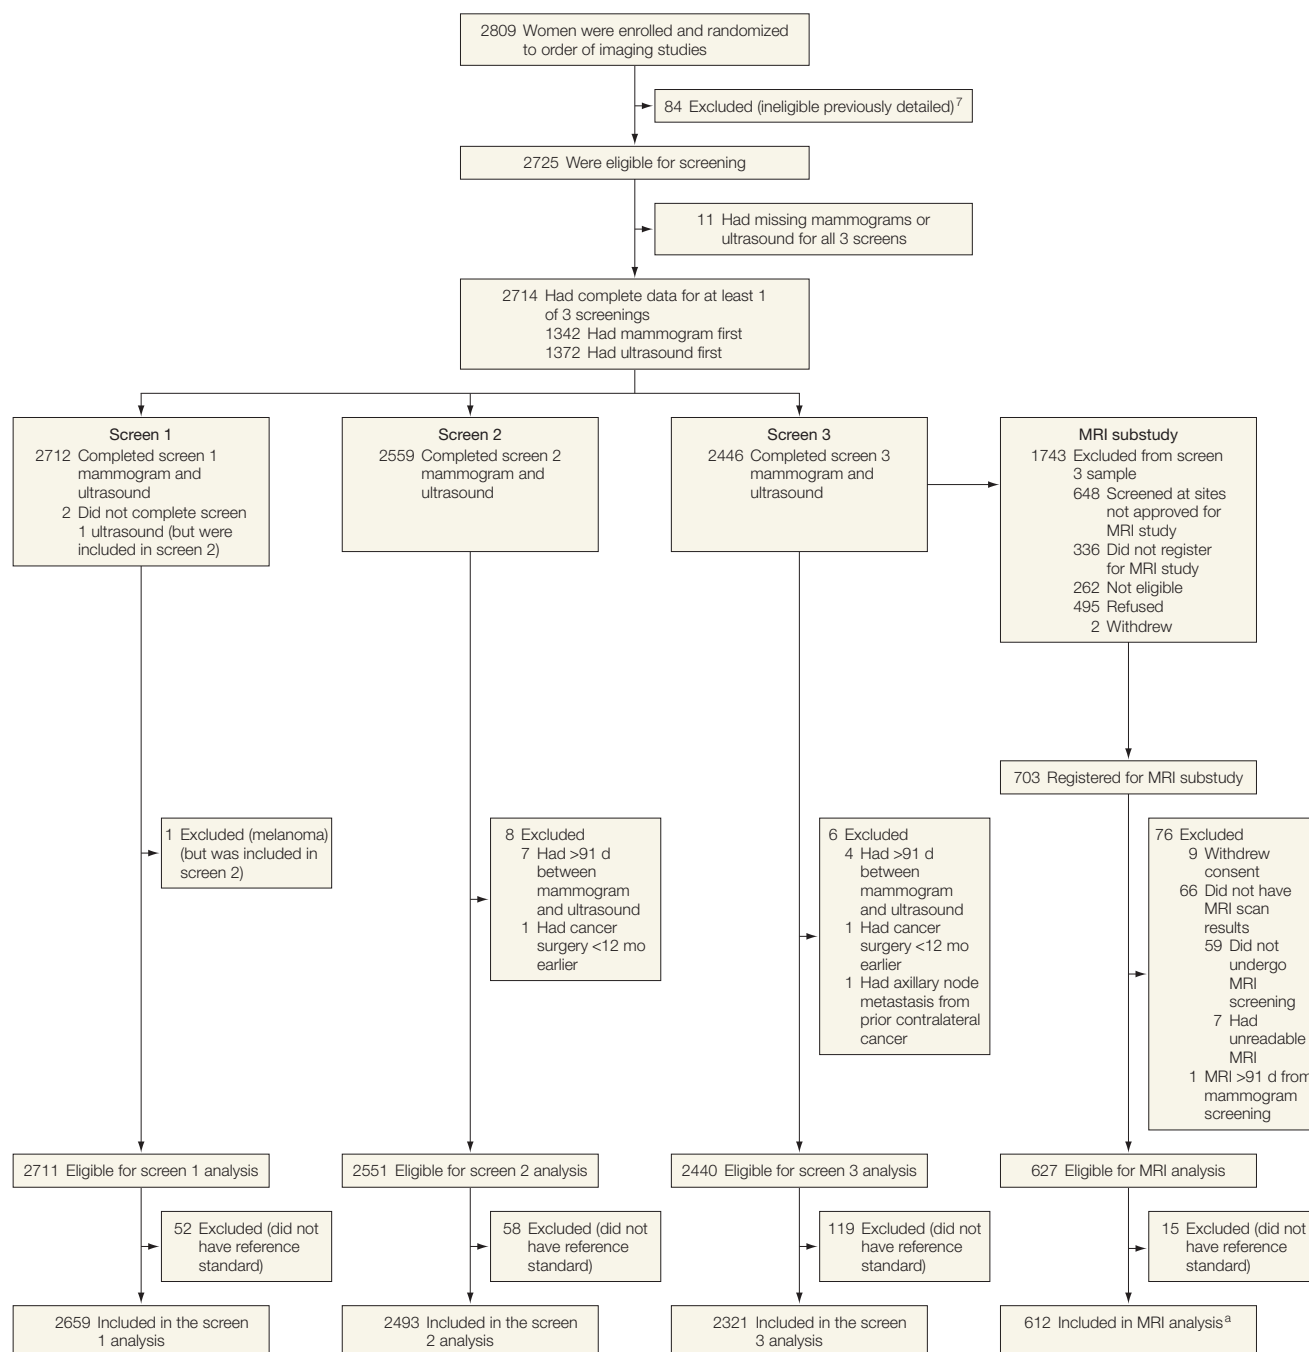 2809 Women were enrolled and randomized
to order of imaging studies
84 Excluded (ineligible previously detailed)7
2725 Were eligible for screening
11 Had missing mammograms or
ultrasound for all 3 screens
2714 Had complete data for at least 1
of 3 screenings
1342 Had mammogram first
1372 Had ultrasound first
Screen 1
2712 Completed screen 1
mammogram and
ultrasound
2 Did not complete screen
1 ultrasound (but were
included in screen 2)
Screen 2
2559 Completed screen 2
mammogram and
ultrasound
Screen 3
2446 Completed screen 3
mammogram and
ultrasound
MRI substudy
1743 Excluded from screen
3 sample
648 Screened at sites
not approved for
MRI study
336 Did not register
for MRI study
262 Not eligible
495 Refused
2 Withdrew
703 Registered for MRI substudy
1 Excluded (melanoma)
(but was included in
screen 2)
8 Excluded
7 Had >91 d
between
mammogram
and ultrasound
1 Had cancer
surgery <12 mo
earlier
6 Excluded
4 Had >91 d
between
mammogram
and ultrasound
1 Had cancer
surgery <12 mo
earlier
1 Had axillary node
metastasis from
prior contralateral
cancer
76 Excluded
9 Withdrew
consent
66 Did not have
MRI scan
results
59 Did not
undergo
MRI
screening
7 Had
unreadable
MRI
1 MRI >91 d from
mammogram
screening
2711 Eligible for screen 1 analysis
2551 Eligible for screen 2 analysis
2440 Eligible for screen 3 analysis
627 Eligible for MRI analysis
52 Excluded (did not
have reference
standard)
58 Excluded (did not
have reference
standard)
119 Excluded (did not
have reference
standard)
15 Excluded (did not
have reference
standard)
2659 Included in the screen
1 analysis
2493 Included in the screen
2 analysis
2321 Included in the screen
3 analysis
612 Included in MRI analysis a